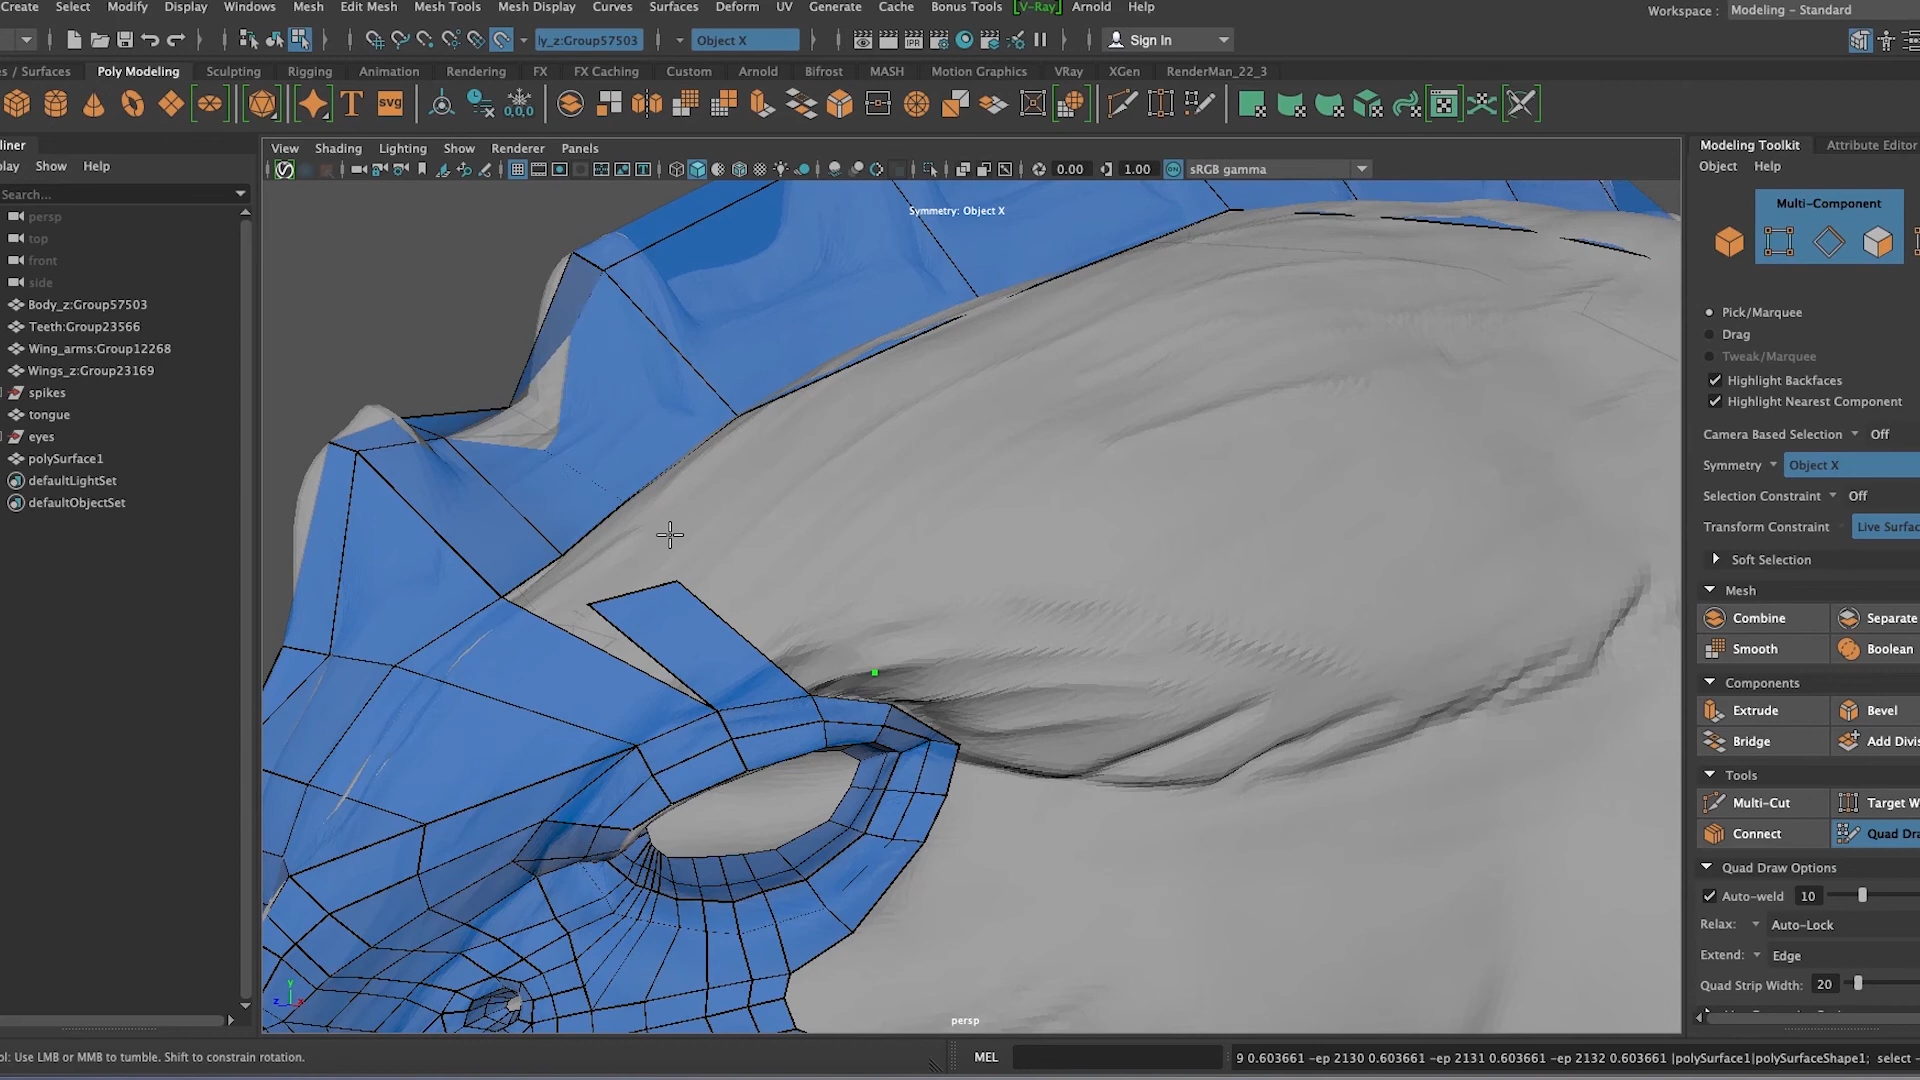 Create Select Modify Display Windows Mesh Edit Mesh Mesh Tools Mesh Display Curves Surfaces Deform UV Generate Cache Bonus Tools [V-Ray] Arnold Help
Workspace : Modeling - Standard
ly_z:Group57503 Object X IPR Sign In
s / Surfaces Poly Modeling Sculpting Rigging Animation Rendering FX FX Caching Custom Arnold Bifrost MASH Motion Graphics VRay XGen RenderMan_22_3
T svg 0,0,0
liner
play Show Help
Search...
persp
top
front
side
Body_z:Group57503
Teeth:Group23566
Wing_arms:Group12268
Wings_z:Group23169
spikes
tongue
eyes
polySurface1
defaultLightSet
defaultObjectSet
View Shading Lighting Show Renderer Panels
0.00 1.00 ON sRGB gamma
Symmetry: Object X
y
z x
persp
Modeling Toolkit Attribute Editor
Object Help
Multi-Component
Pick/Marquee
Drag
Tweak/Marquee
Highlight Backfaces
Highlight Nearest Component
Camera Based Selection Off
Symmetry Object X
Selection Constraint Off
Transform Constraint Live Surfac
Soft Selection
Mesh
Combine Separate
Smooth Boolean
Components
Extrude Bevel
Bridge Add Divis
Tools
Multi-Cut Target W
Connect Quad Dra
Quad Draw Options
Auto-weld 10
Relax: Auto-Lock
Extend: Edge
Quad Strip Width: 20
ol: Use LMB or MMB to tumble. Shift to constrain rotation.
MEL
9 0.603661 -ep 2130 0.603661 -ep 2131 0.603661 -ep 2132 0.603661 |polySurface1|polySurfaceShape1; select -